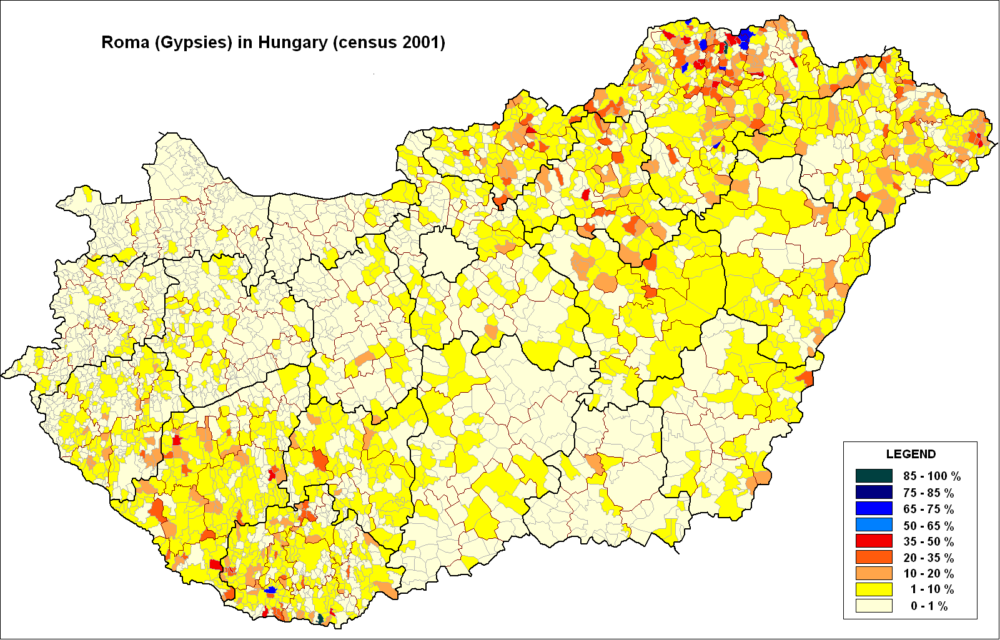 Roma (Gypsies) in Hungary (census 2001)
LEGEND
85 - 100 %
75 - 85 %
65 - 75 %
50 - 65 %
35 - 50 %
20 - 35 %
10 - 20 %
1 - 10 %
0 - 1 %